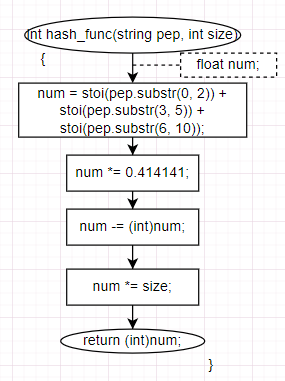 int hash_func(string pep, int size)
{
float num;
num = stoi(pep.substr(0, 2)) +
stoi(pep.substr(3, 5)) +
stoi(pep.substr(6, 10));
num *= 0.414141;
num -= (int)num;
num *= size;
return (int)num;
}